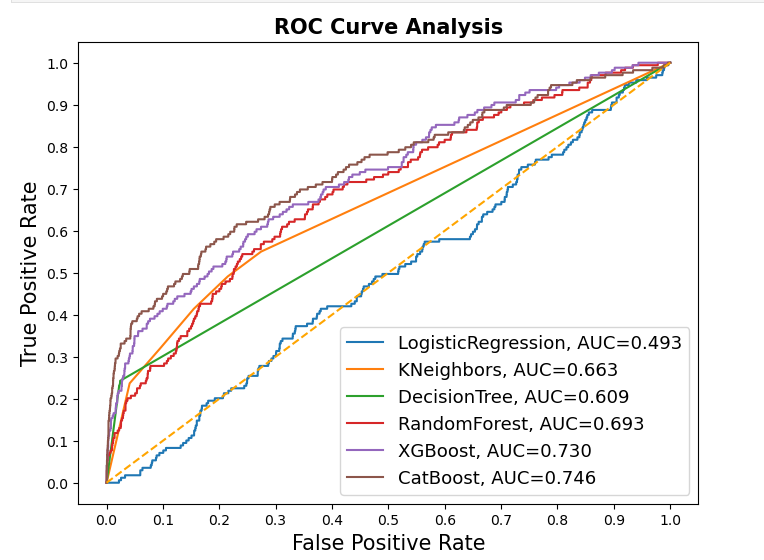 ROC Curve Analysis
True Positive Rate
1.0
0.9
0.8
0.7
0.6
0.5
0.4
0.3
0.2
0.1
0.0
LogisticRegression, AUC=0.493
KNeighbors, AUC=0.663
DecisionTree, AUC=0.609
RandomForest, AUC=0.693
XGBoost, AUC=0.730
CatBoost, AUC=0.746
0.0 0.1 0.2 0.3 0.4 0.5 0.6 0.7 0.8 0.9 1.0
False Positive Rate